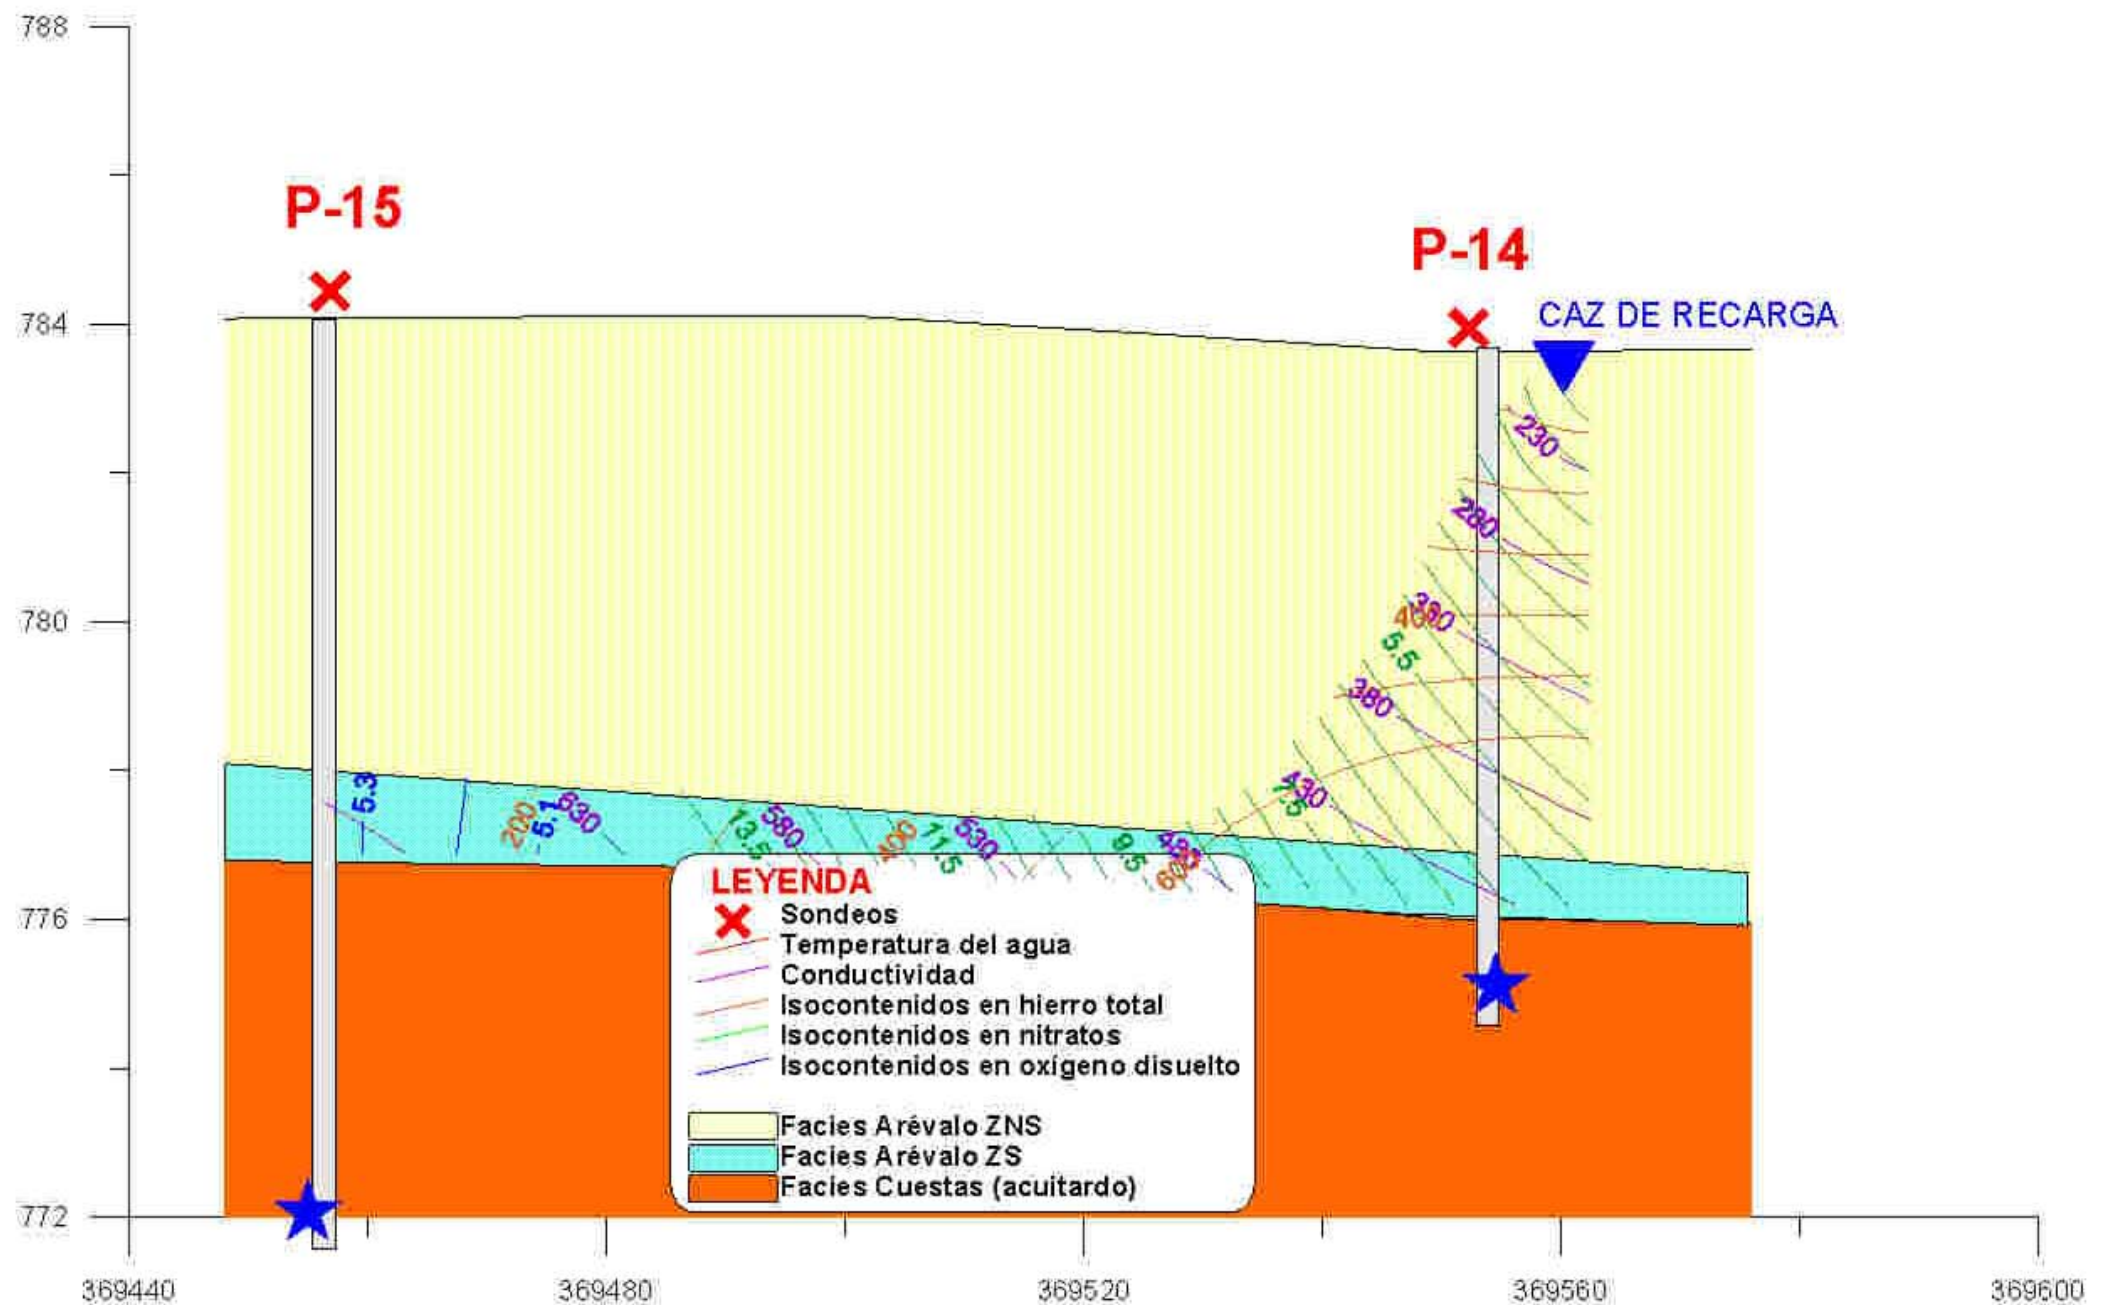 788
P-15
P-14
784
CAZ DE RECARGA
230
280
780
330
400
5.5
380
5.3
200
5.1
630
13.5
580
400
11.5
530
9.5
480
600
430
7.5
LEYENDA
Sondeos
776
Temperatura del agua
Conductividad
Isocontenidos en hierro total
Isocontenidos en nitratos
Isocontenidos en oxígeno disuelto
Facies Arévalo ZNS
Facies Arévalo ZS
Facies Cuestas (acuitardo)
772
369440
369480
369520
369560
369600